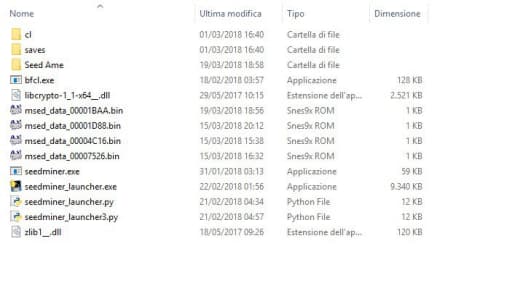 Nome Ultima modifica Tipo Dimensione
cl 01/03/2018 16:40 Cartella di file
saves 01/03/2018 16:40 Cartella di file
Seed Ame 19/03/2018 18:58 Cartella di file
bfcl.exe 18/02/2018 03:57 Applicazione 128 KB
libcrypto-1_1-x64__.dll 29/05/2017 10:15 Estensione dell'ap... 2.521 KB
msed_data_00001BAA.bin 19/03/2018 18:56 Snes9x ROM 1 KB
msed_data_00001D88.bin 15/03/2018 20:12 Snes9x ROM 1 KB
msed_data_00004C16.bin 15/03/2018 15:38 Snes9x ROM 1 KB
msed_data_00007526.bin 15/03/2018 16:32 Snes9x ROM 1 KB
seedminer.exe 31/01/2018 03:13 Applicazione 59 KB
seedminer_launcher.exe 22/02/2018 01:56 Applicazione 9.340 KB
seedminer_launcher.py 21/02/2018 04:34 Python File 12 KB
seedminer_launcher3.py 21/02/2018 04:57 Python File 12 KB
zlib1__.dll 18/05/2017 09:26 Estensione dell'ap... 120 KB